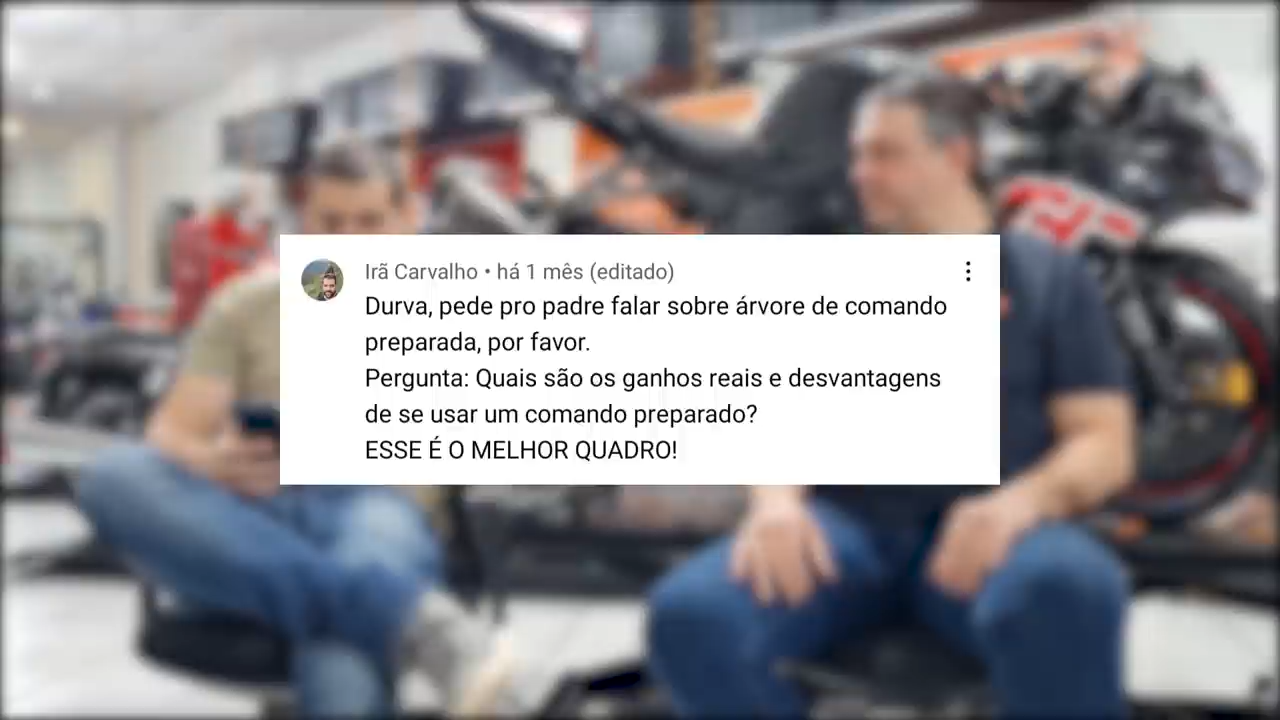 Irã Carvalho • há 1 mês (editado)
Durva, pede pro padre falar sobre árvore de comando
preparada, por favor.
Pergunta: Quais são os ganhos reais e desvantagens
de se usar um comando preparado?
ESSE É O MELHOR QUADRO!